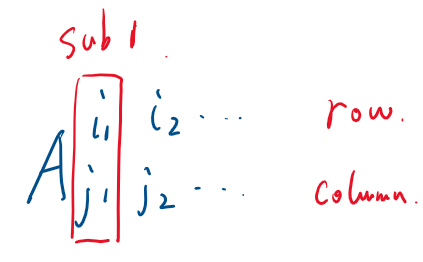 sub 1.
i₁ i₂ ... row.
A
j₁ j₂ ... column.